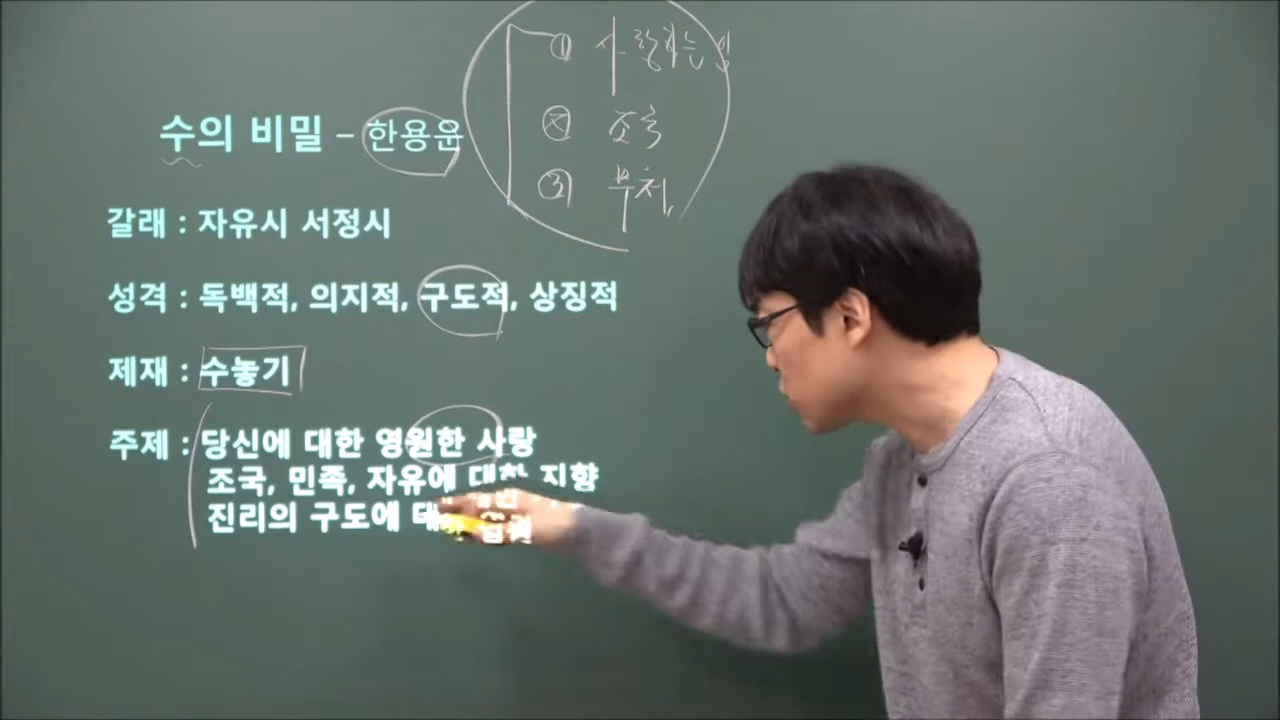 ① 사랑하는 임
② 조국
③ 부처
수의 비밀 – 한용운
갈래 : 자유시 서정시
성격 : 독백적, 의지적, 구도적, 상징적
제재 : 수놓기
주제 : 당신에 대한 영원한 사랑
조국, 민족, 자유에 대한 지향
진리의 구도에